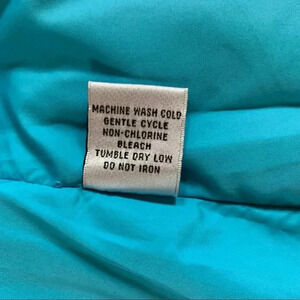 MACHINE WASH COLD
GENTLE CYCLE
NON-CHLORINE
BLEACH
TUMBLE DRY LOW
DO NOT IRON